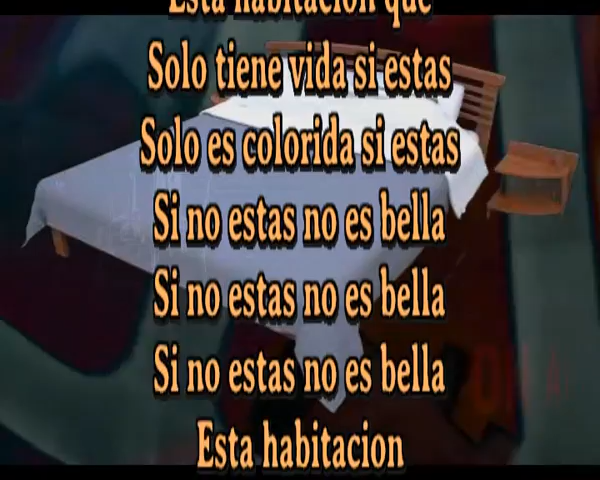 Esta habitacion que
Solo tiene vida si estas
Solo es colorida si estas
Si no estas no es bella
Si no estas no es bella
Si no estas no es bella
Esta habitacion